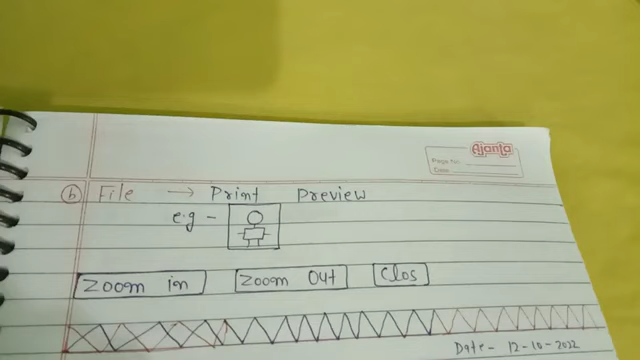 Ajanta
Page No.
Date
(b) File → Print Preview
e.g -
Zoom in Zoom Out Clos
Date - 12-10-2022